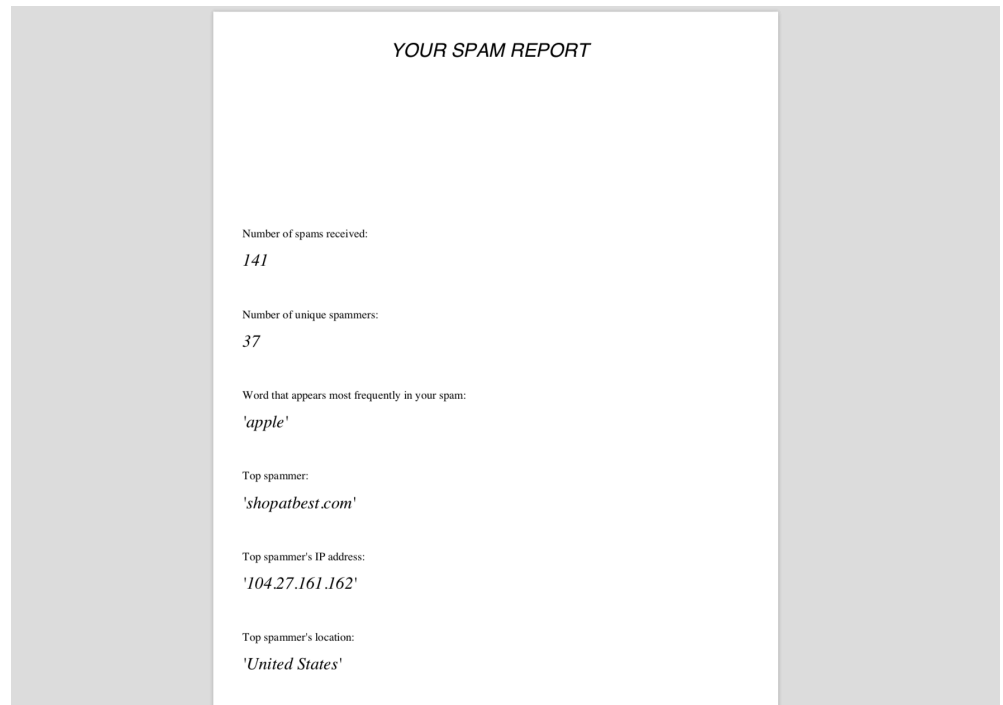 YOUR SPAM REPORT
Number of spams received:
141
Number of unique spammers:
37
Word that appears most frequently in your spam:
'apple'
Top spammer:
'shopatbest.com'
Top spammer's IP address:
'104.27.161.162'
Top spammer's location:
'United States'